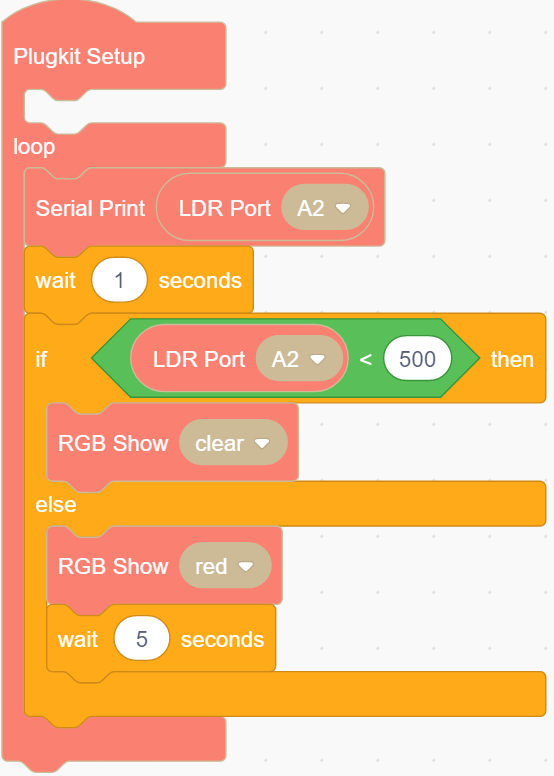 Plugkit Setup
loop
Serial Print LDR Port A2
wait 1 seconds
if LDR Port A2 < 500 then
RGB Show clear
else
RGB Show red
wait 5 seconds